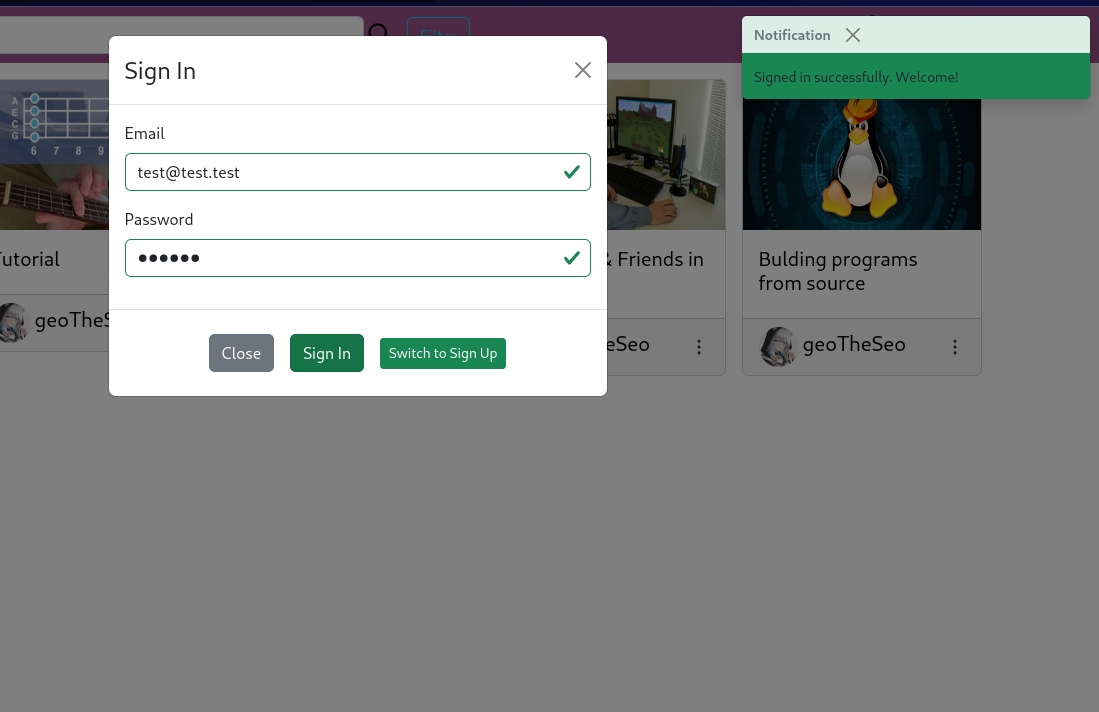 Filter
Notification
Signed in successfully. Welcome!
Sign In
Email
test@test.test
Password
Close
Sign In
Switch to Sign Up
A
E
C
G
6 7 8 9
utorial
geoTheS
& Friends in
eSeo
Bulding programs
from source
geoTheSeo